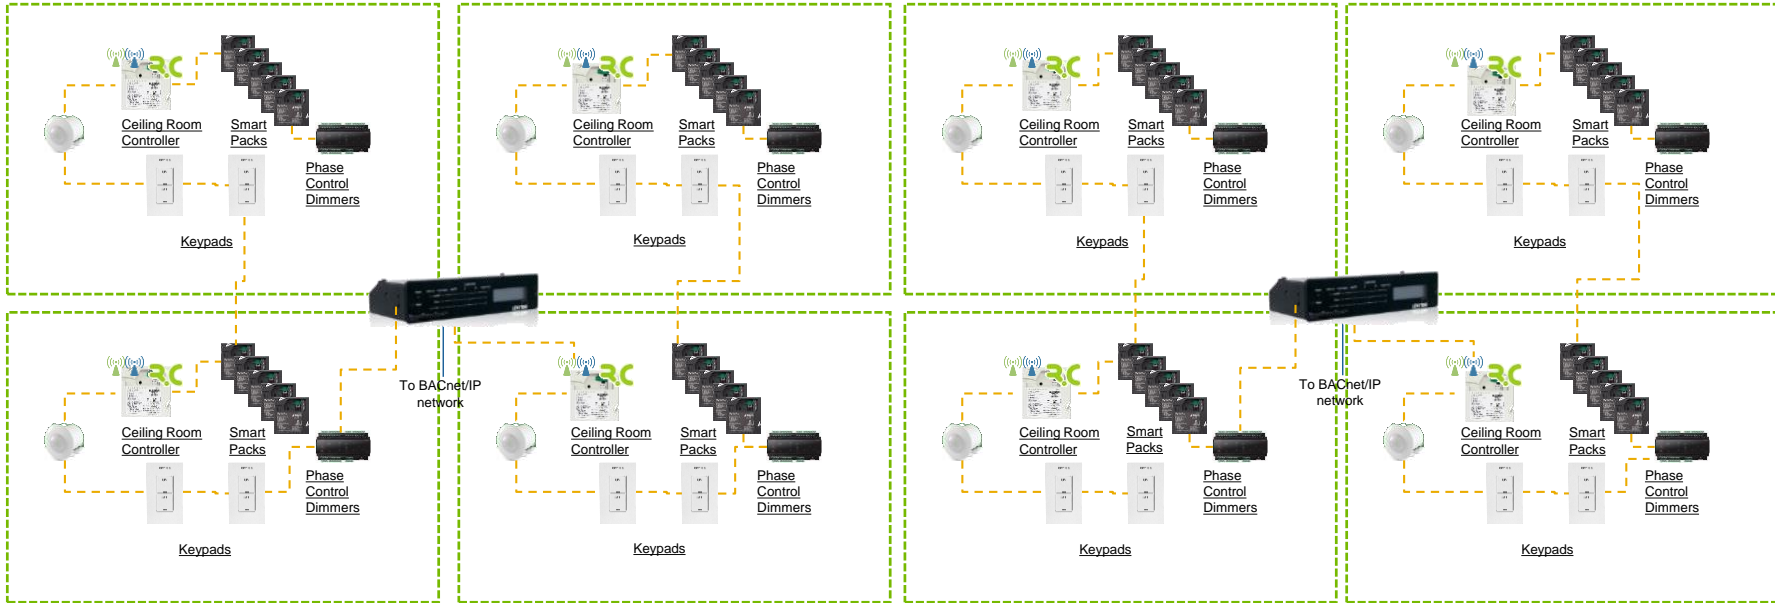 Ceiling Room
Controller
Smart
Packs
Phase
Control
Dimmers
Keypads
Ceiling Room
Controller
Smart
Packs
Phase
Control
Dimmers
Keypads
Ceiling Room
Controller
Smart
Packs
Phase
Control
Dimmers
Keypads
Ceiling Room
Controller
Smart
Packs
Phase
Control
Dimmers
Keypads
Ceiling Room
Controller
Smart
Packs
Phase
Control
Dimmers
Keypads
To BACnet/IP
network
Ceiling Room
Controller
Smart
Packs
Phase
Control
Dimmers
Keypads
Ceiling Room
Controller
Smart
Packs
Phase
Control
Dimmers
Keypads
To BACnet/IP
network
Ceiling Room
Controller
Smart
Packs
Phase
Control
Dimmers
Keypads